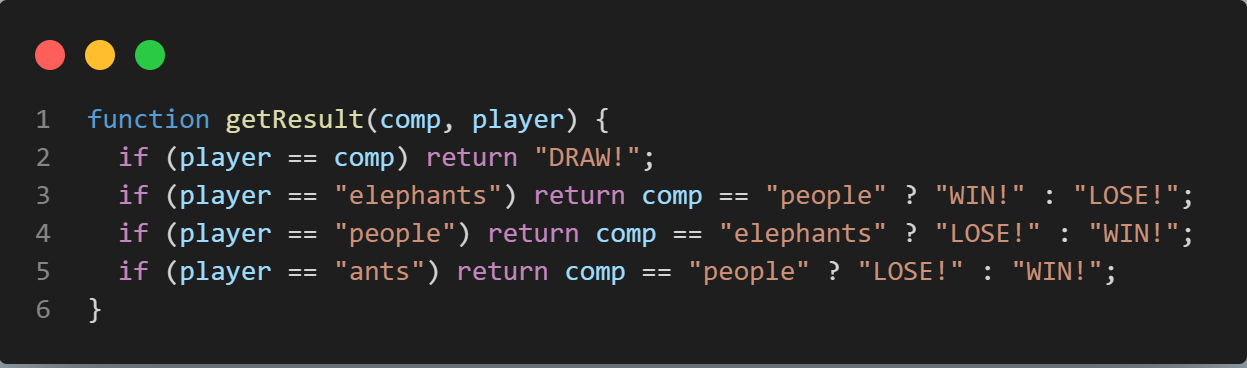 1 function getResult(comp, player) {
2   if (player == comp) return "DRAW!";
3   if (player == "elephants") return comp == "people" ? "WIN!" : "LOSE!";
4   if (player == "people") return comp == "elephants" ? "LOSE!" : "WIN!";
5   if (player == "ants") return comp == "people" ? "LOSE!" : "WIN!";
6 }